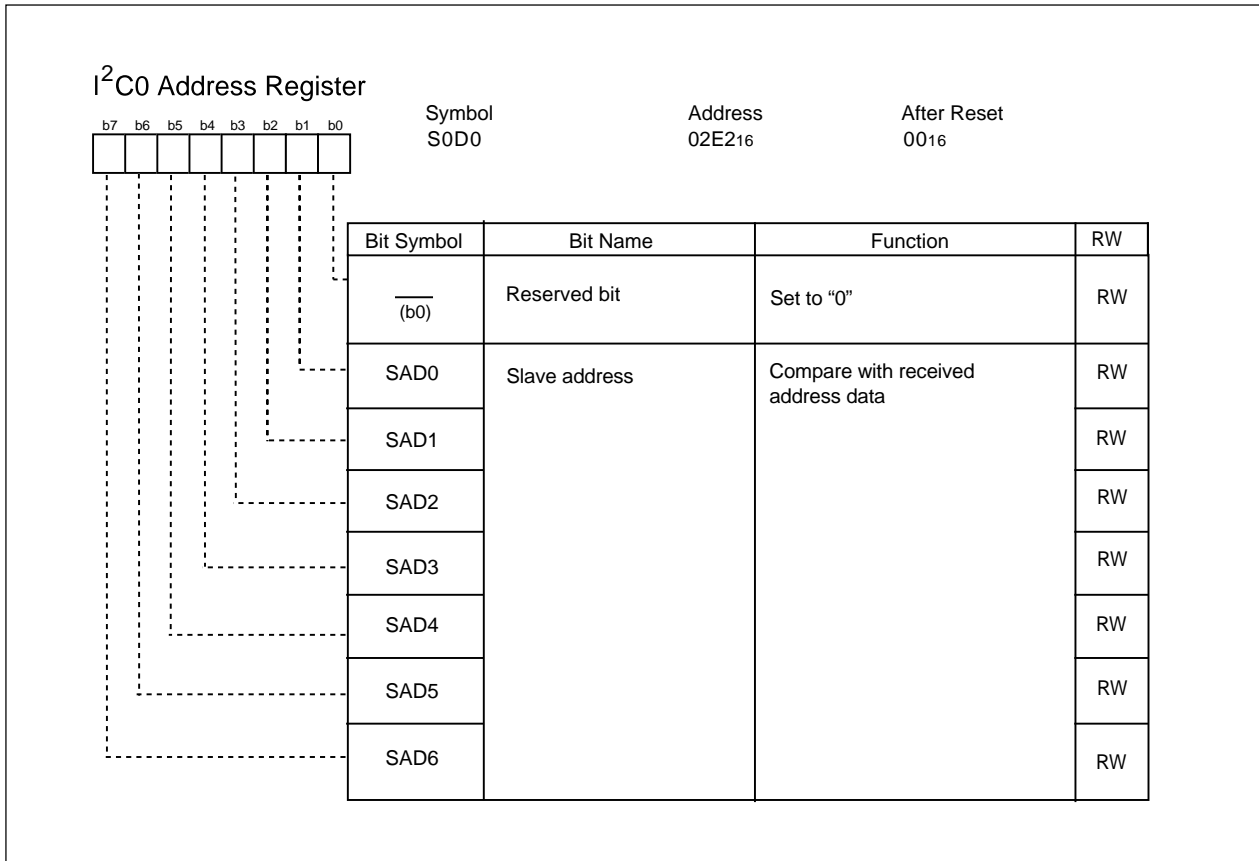 I2C0 Address Register
Symbol Address After Reset
b7 b6 b5 b4 b3 b2 b1 b0
S0D0 02E216 0016
Bit Symbol Bit Name Function RW
(b0) Reserved bit Set to “0” RW
SAD0 Slave address Compare with received address data RW
SAD1 RW
SAD2 RW
SAD3 RW
SAD4 RW
SAD5 RW
SAD6 RW